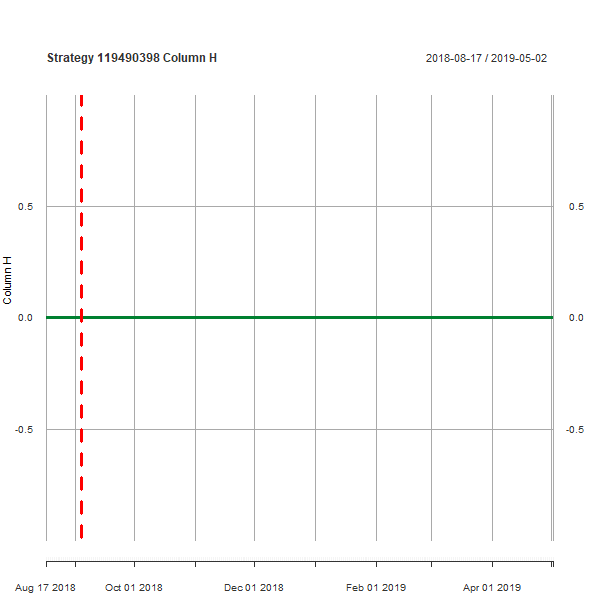 Strategy 119490398 Column H
2018-08-17 / 2019-05-02
0.5
0.5
Column H
0.0
0.0
-0.5
-0.5
Aug 17 2018
Oct 01 2018
Dec 01 2018
Feb 01 2019
Apr 01 2019